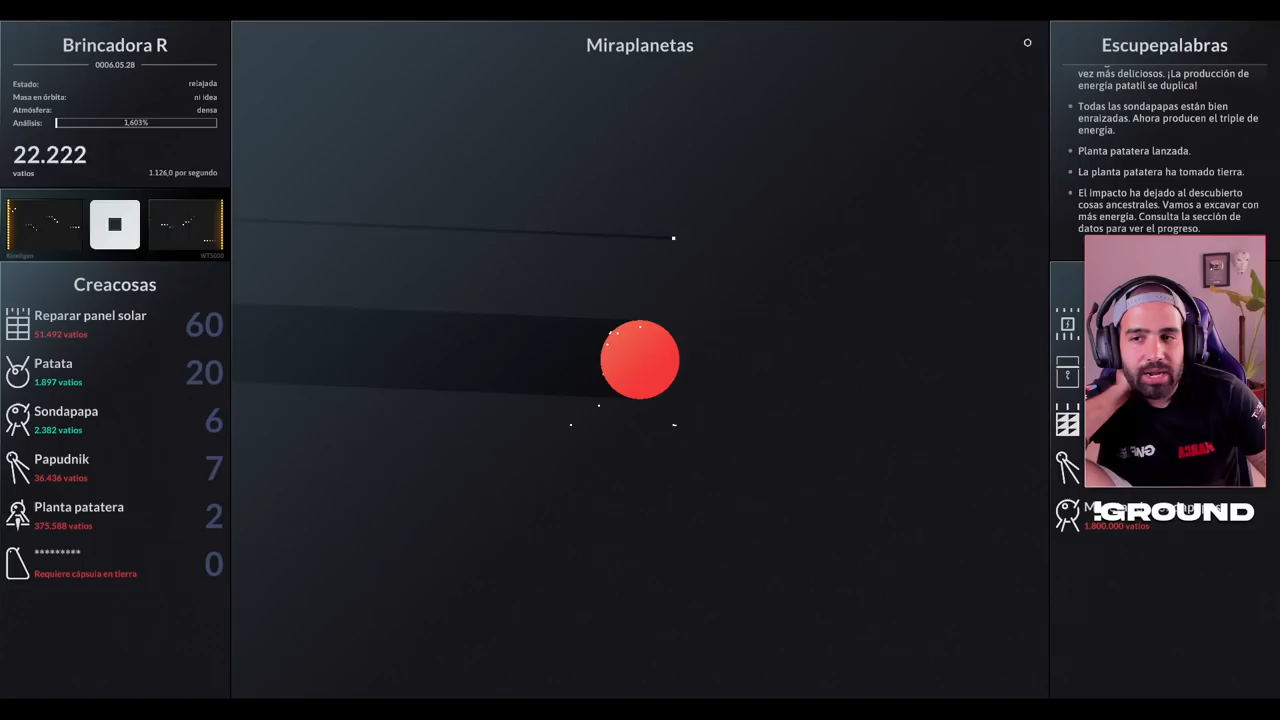 Brincadora R
0006.05.28
Estado: relajada
Masa en órbita: ni idea
Atmósfera: densa
Análisis: 1,603%
22.222
vatios 1.126,0 por segundo
WT5000
Creacosas
Reparar panel solar
51.492 vatios
60
Patata
1.897 vatios
20
Sondapapa
2.382 vatios
6
Papudnik
36.436 vatios
7
Planta patatera
375.588 vatios
2
*********
Requiere cápsula en tierra
0
Miraplanetas
Escupepalabras
vez más deliciosos. ¡La producción de
energía patatil se duplica!
Todas las sondapapas están bien
enraizadas. Ahora producen el triple de
energía.
Planta patatera lanzada.
La planta patatera ha tomado tierra.
El impacto ha dejado al descubierto
cosas ancestrales. Vamos a excavar con
más energía. Consulta la sección de
datos para ver el progreso.
!GROUND
1.800.000 vatios